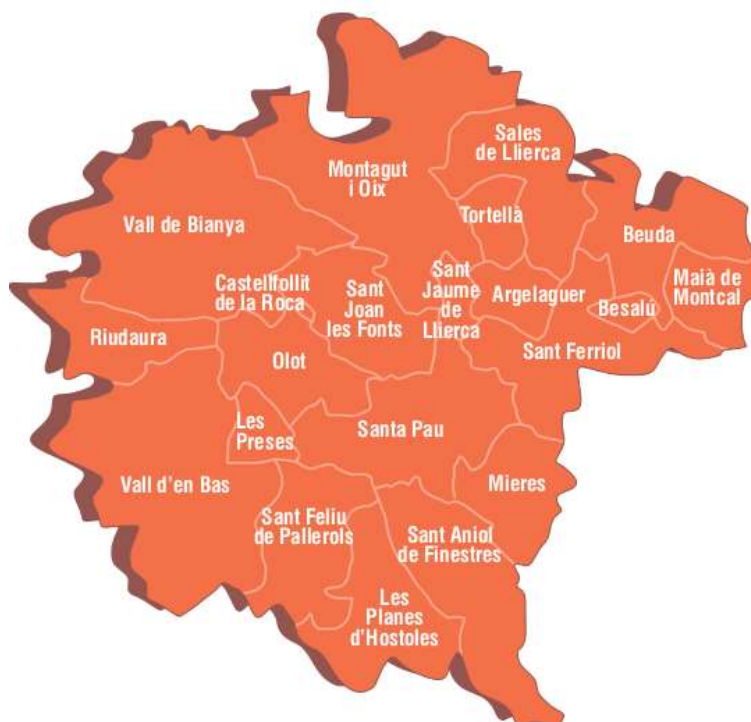 Sales
de Llierca
Montagut
i Oix
Vall de Bianya
Tortellà
Beuda
Castellfollit
de la Roca
Sant
Joan
les Fonts
Sant
Jaume
de
Llierca
Argelaguer
Besalú
Maià de
Montcal
Riudaura
Olot
Sant Ferriol
Les
Preses
Santa Pau
Vall d'en Bas
Mieres
Sant Feliu
de Pallerols
Sant Aniol
de Finestres
Les
Planes
d'Hostoles